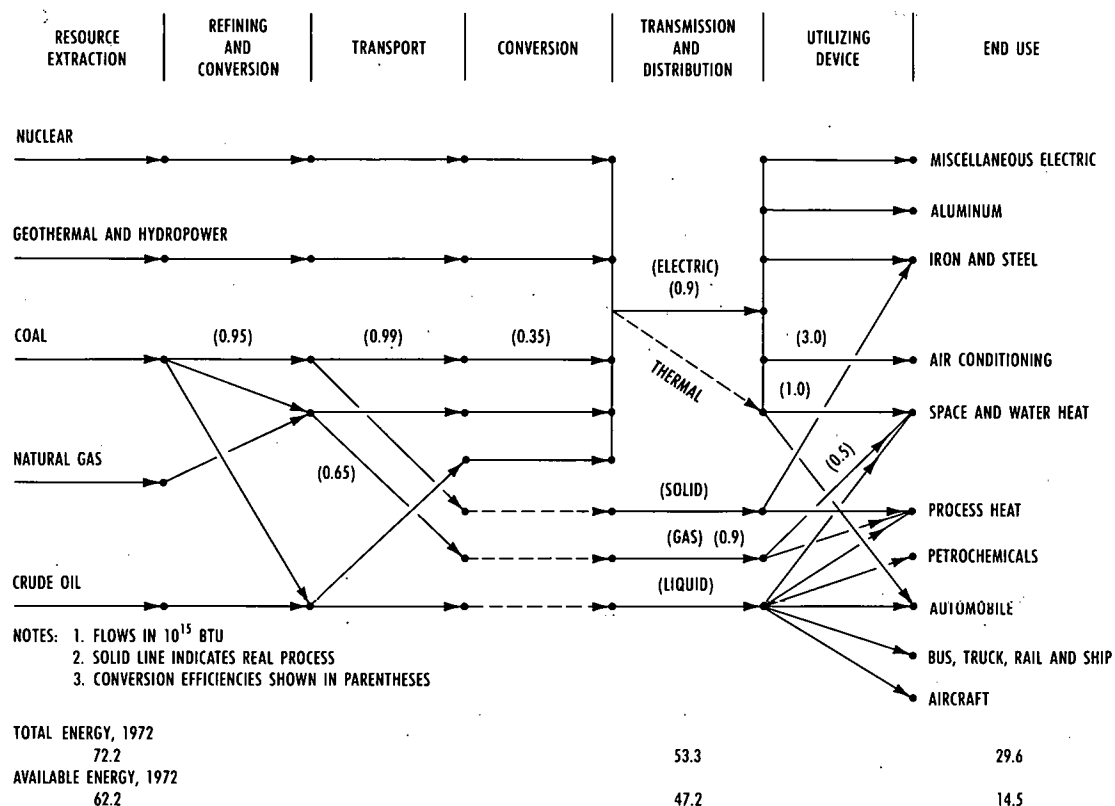 RESOURCE
EXTRACTION
REFINING
AND
CONVERSION
TRANSPORT
CONVERSION
TRANSMISSION
AND
DISTRIBUTION
UTILIZING
DEVICE
END USE
NUCLEAR
MISCELLANEOUS ELECTRIC
ALUMINUM
GEOTHERMAL AND HYDROPOWER
(ELECTRIC)
(0.9)
IRON AND STEEL
COAL
(0.95)
(0.99)
(0.35)
(3.0)
AIR CONDITIONING
THERMAL
(1.0)
SPACE AND WATER HEAT
NATURAL GAS
(0.65)
(0.5)
(SOLID)
PROCESS HEAT
(GAS) (0.9)
PETROCHEMICALS
CRUDE OIL
(LIQUID)
AUTOMOBILE
NOTES: 1. FLOWS IN 10¹⁵ BTU
2. SOLID LINE INDICATES REAL PROCESS
3. CONVERSION EFFICIENCIES SHOWN IN PARENTHESES
BUS, TRUCK, RAIL AND SHIP
AIRCRAFT
TOTAL ENERGY, 1972
72.2 53.3 29.6
AVAILABLE ENERGY, 1972
62.2 47.2 14.5